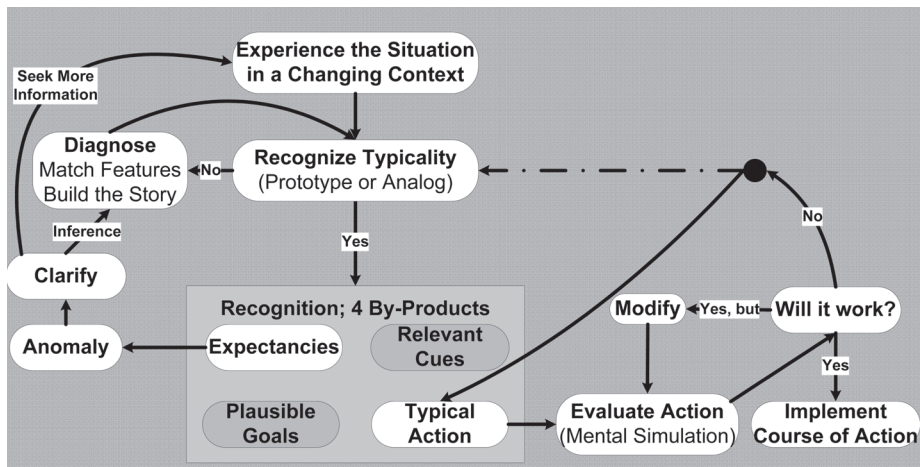 Experience the Situation
in a Changing Context
Seek More
Information
Diagnose
Match Features
Build the Story
No
Recognize Typicality
(Prototype or Analog)
Inference
Yes
No
Clarify
Recognition; 4 By-Products
Modify
Yes, but
Will it work?
Anomaly
Expectancies
Relevant
Cues
Yes
Plausible
Goals
Typical
Action
Evaluate Action
(Mental Simulation)
Implement
Course of Action